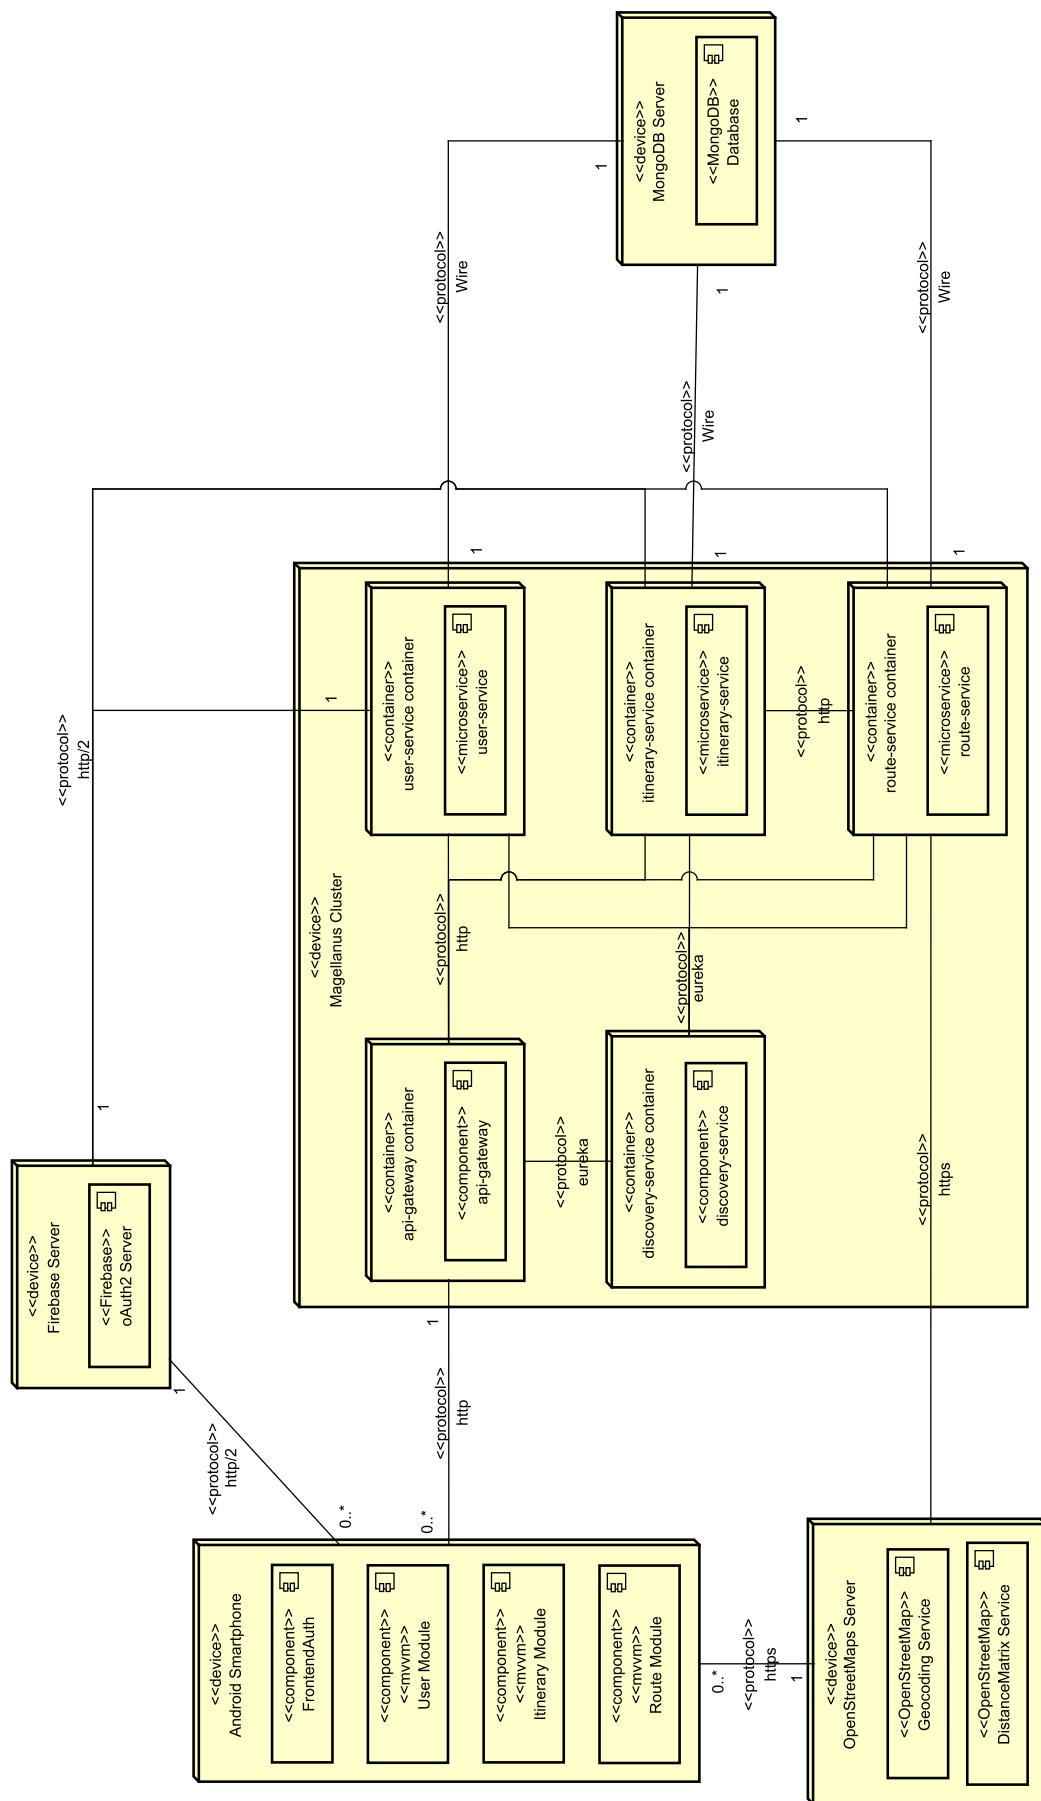 <<device>>
Android Smartphone
<<component>>
FrontendAuth
<<component>>
<<mvvm>>
User Module
<<component>>
<<mvvm>>
Itinerary Module
<<component>>
<<mvvm>>
Route Module
0..*
<<protocol>>
http/2
1
<<device>>
Firebase Server
<<Firebase>>
oAuth2 Server
1
<<protocol>>
http/2
1
0..*
<<protocol>>
http
1
0..*
<<protocol>>
https
1
<<device>>
OpenStreetMaps Server
<<OpenStreetMap>>
Geocoding Service
<<OpenStreetMap>>
DistanceMatrix Service
<<protocol>>
https
<<device>>
Magellanus Cluster
<<container>>
api-gateway container
<<component>>
api-gateway
<<protocol>>
eureka
<<container>>
discovery-service container
<<component>>
discovery-service
<<protocol>>
http
<<protocol>>
eureka
<<container>>
user-service container
<<microservice>>
user-service
<<container>>
itinerary-service container
<<microservice>>
itinerary-service
<<protocol>>
http
<<container>>
route-service container
<<microservice>>
route-service
1
<<protocol>>
Wire
1
1
<<protocol>>
Wire
1
1
<<protocol>>
Wire
1
<<device>>
MongoDB Server
<<MongoDB>>
Database